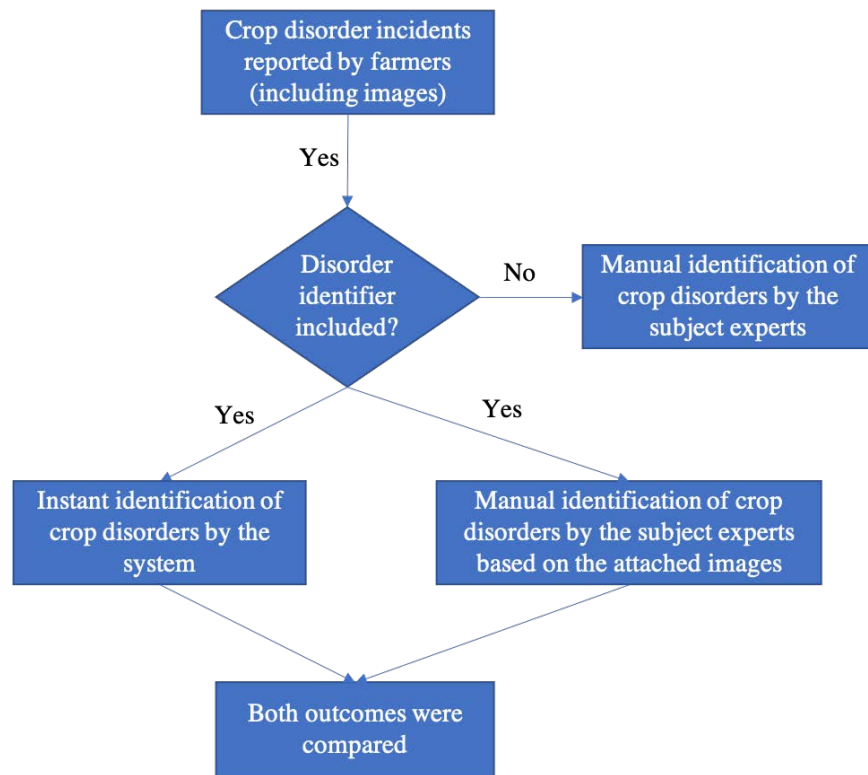 Crop disorder incidents
reported by farmers
(including images)
Yes
Disorder
identifier
included?
No
Manual identification of
crop disorders by the
subject experts
Yes
Yes
Instant identification of
crop disorders by the
system
Manual identification of crop
disorders by the subject experts
based on the attached images
Both outcomes were
compared